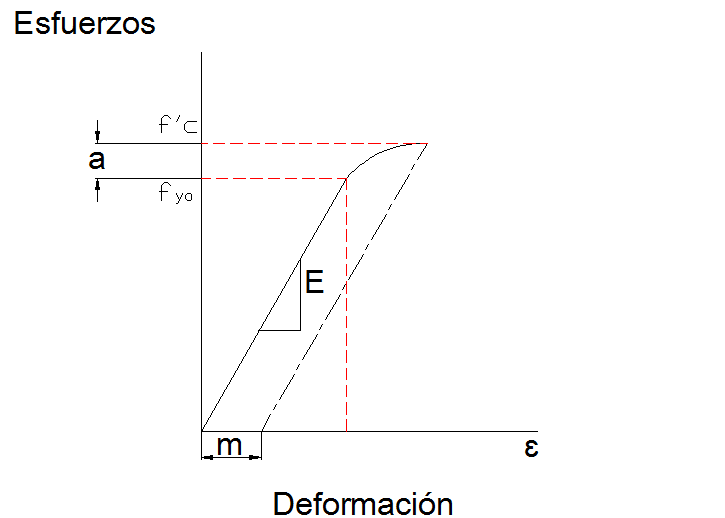 Esfuerzos
f'c
a
fyo
E
m
ε
Deformación